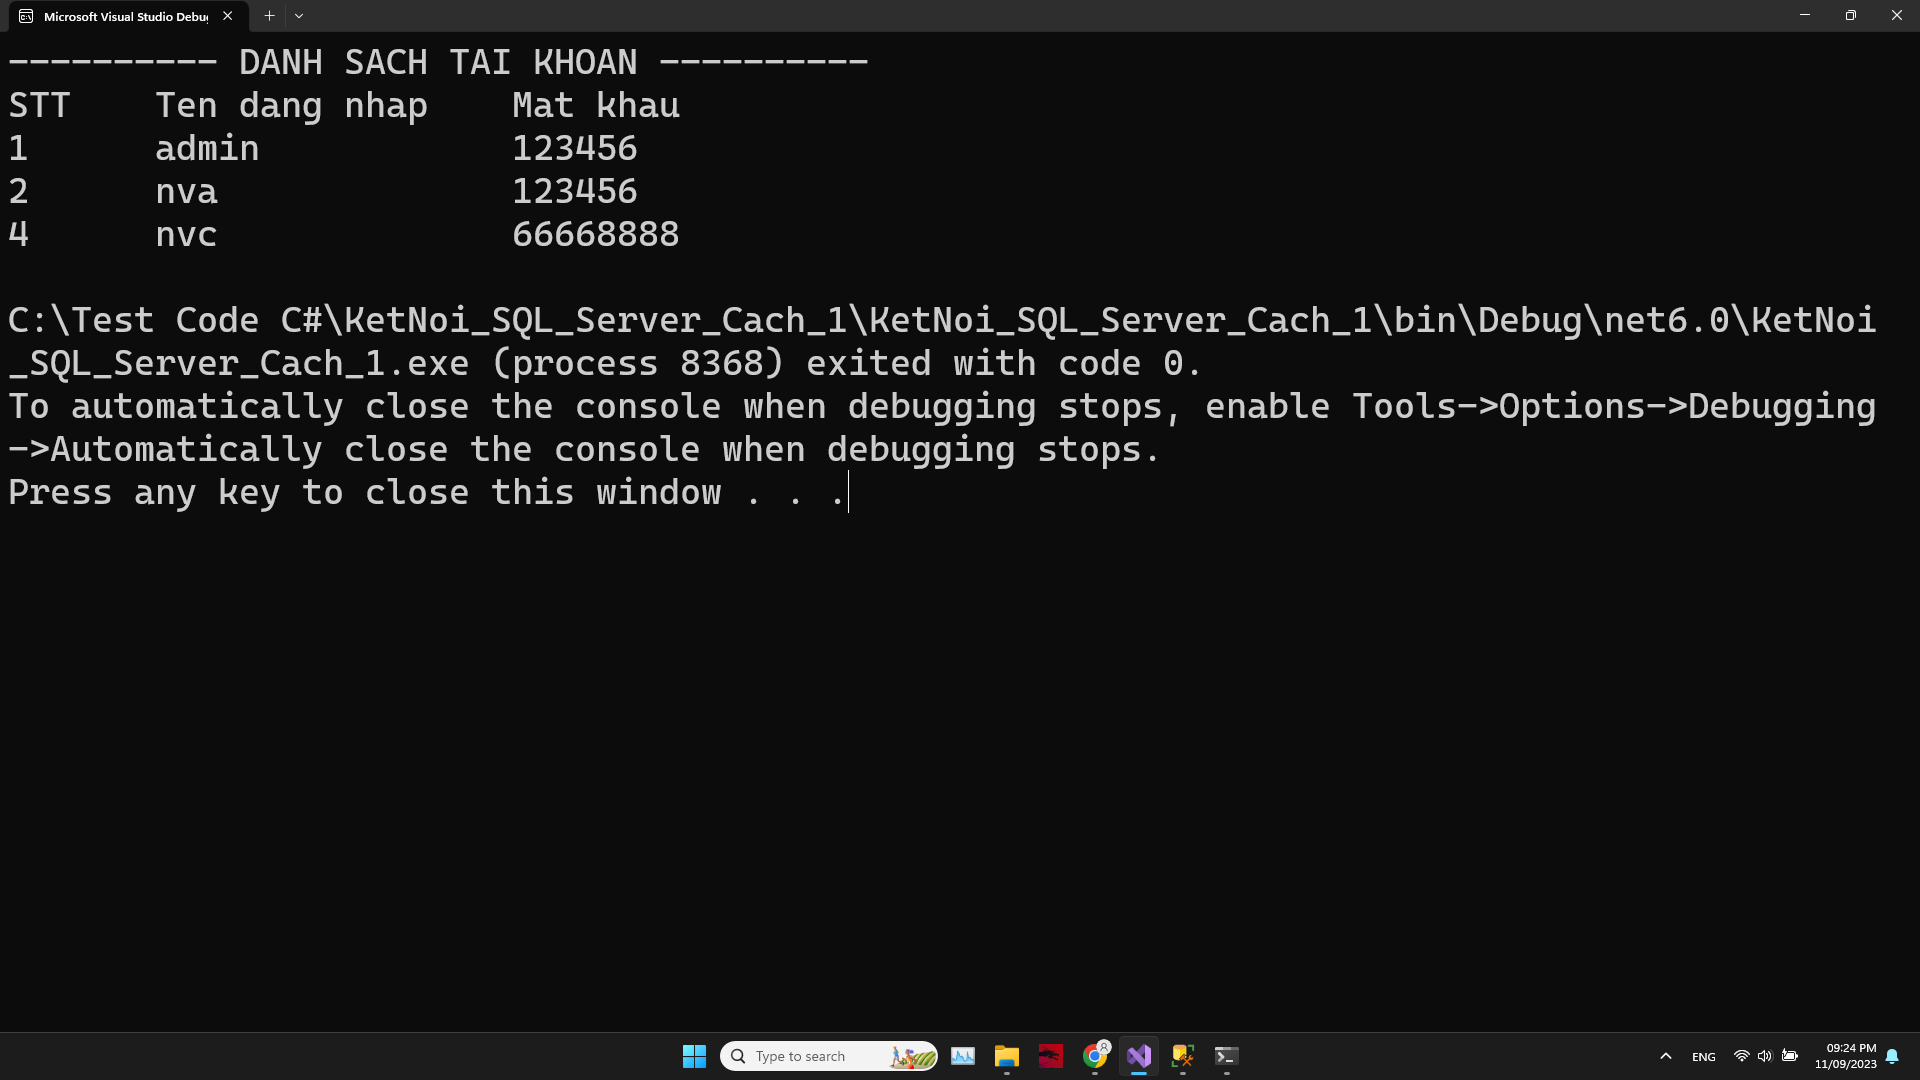 Microsoft Visual Studio Debug
---------- DANH SACH TAI KHOAN ----------
STT    Ten dang nhap    Mat khau
1      admin            123456
2      nva              123456
4      nvc              66668888
C:\Test Code C#\KetNoi_SQL_Server_Cach_1\KetNoi_SQL_Server_Cach_1\bin\Debug\net6.0\KetNoi
_SQL_Server_Cach_1.exe (process 8368) exited with code 0.
To automatically close the console when debugging stops, enable Tools->Options->Debugging
->Automatically close the console when debugging stops.
Press any key to close this window . . .
Type to search
ENG
09:24 PM
11/09/2023